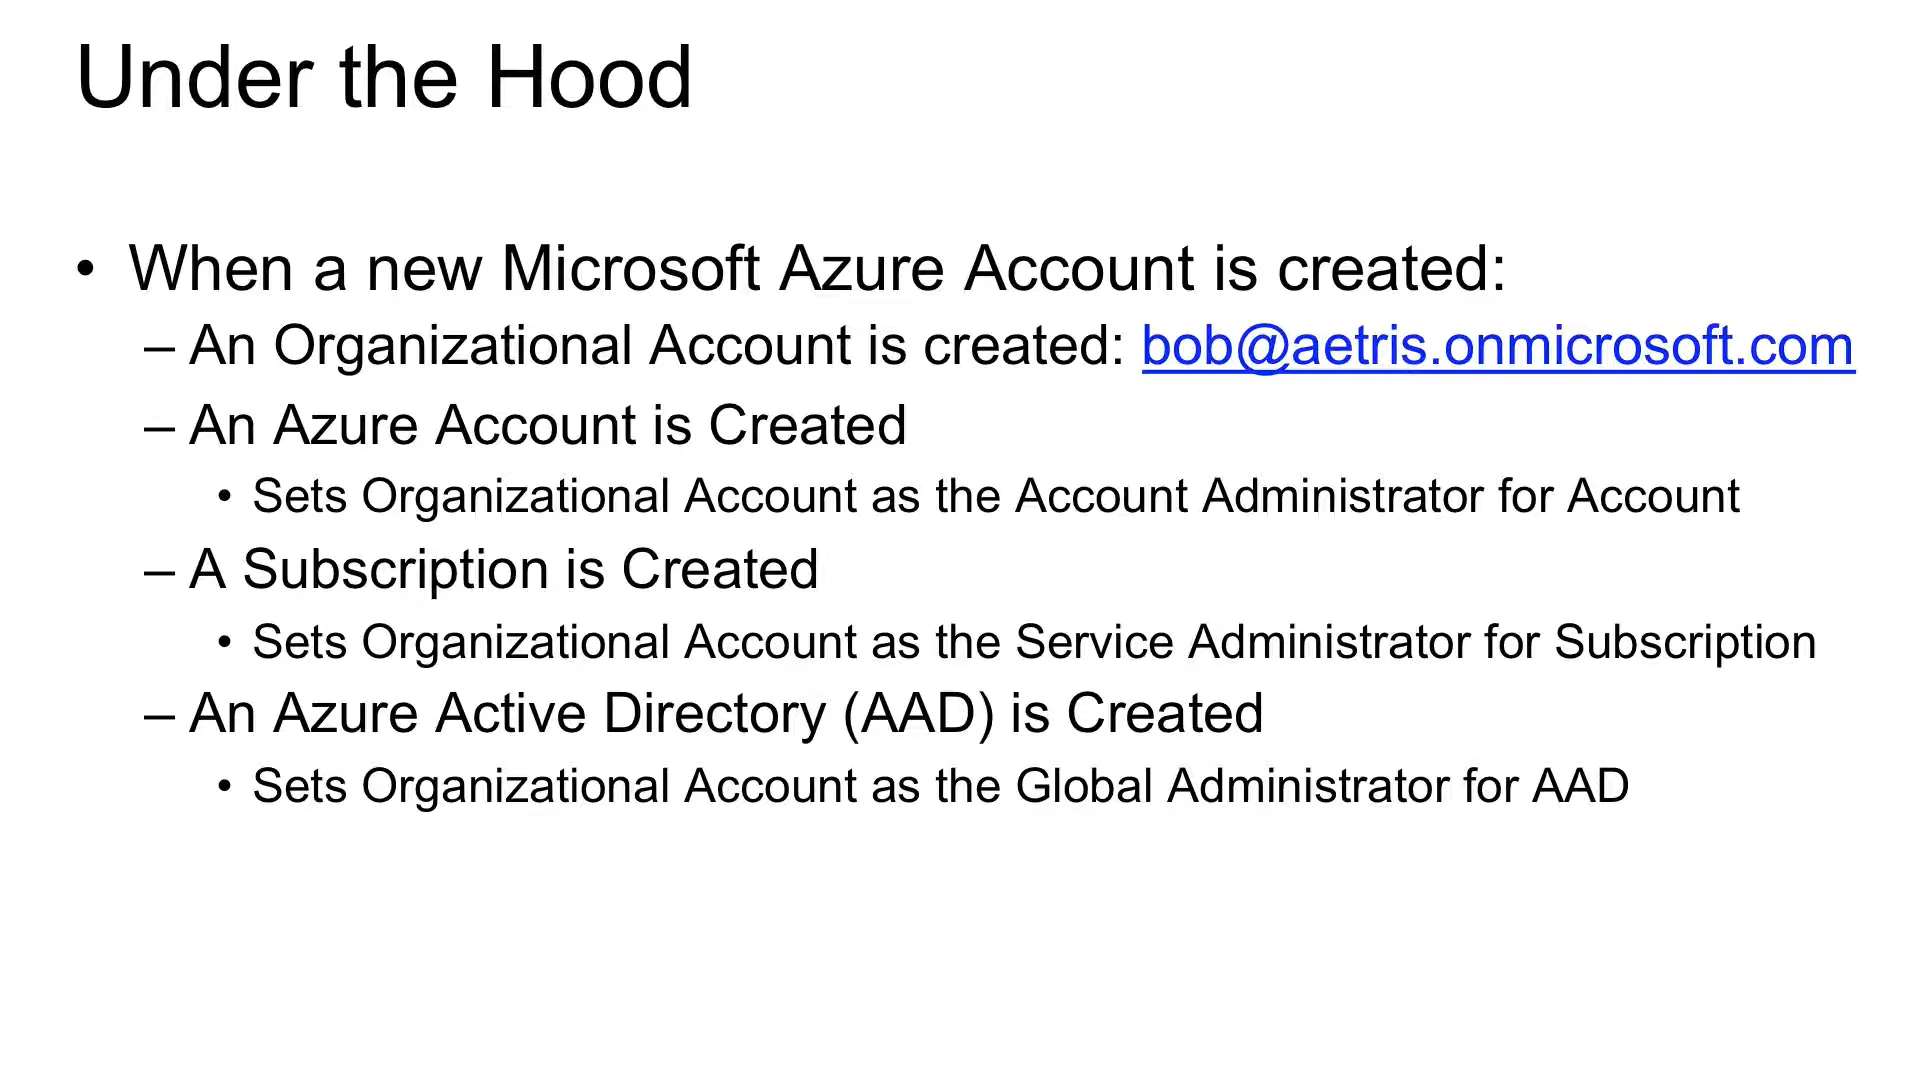 Under the Hood
• When a new Microsoft Azure Account is created:
– An Organizational Account is created: bob@aetris.onmicrosoft.com
– An Azure Account is Created
• Sets Organizational Account as the Account Administrator for Account
– A Subscription is Created
• Sets Organizational Account as the Service Administrator for Subscription
– An Azure Active Directory (AAD) is Created
• Sets Organizational Account as the Global Administrator for AAD